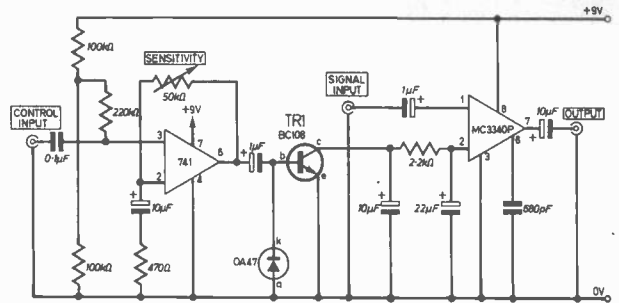 +9V
100kΩ
SENSITIVITY
50kΩ
SIGNAL INPUT
1µF
+
1
8
MC3340P
10µF
OUTPUT
7
+
CONTROL INPUT
220kΩ
+9V
TR1
BC108
0·1µF
3
7
741
6
1µF
+
b
c
e
2·2kΩ
2
3
6
2
4
+
10µF
+
10µF
+
22µF
680pF
100kΩ
470Ω
OA47
k
a
0V